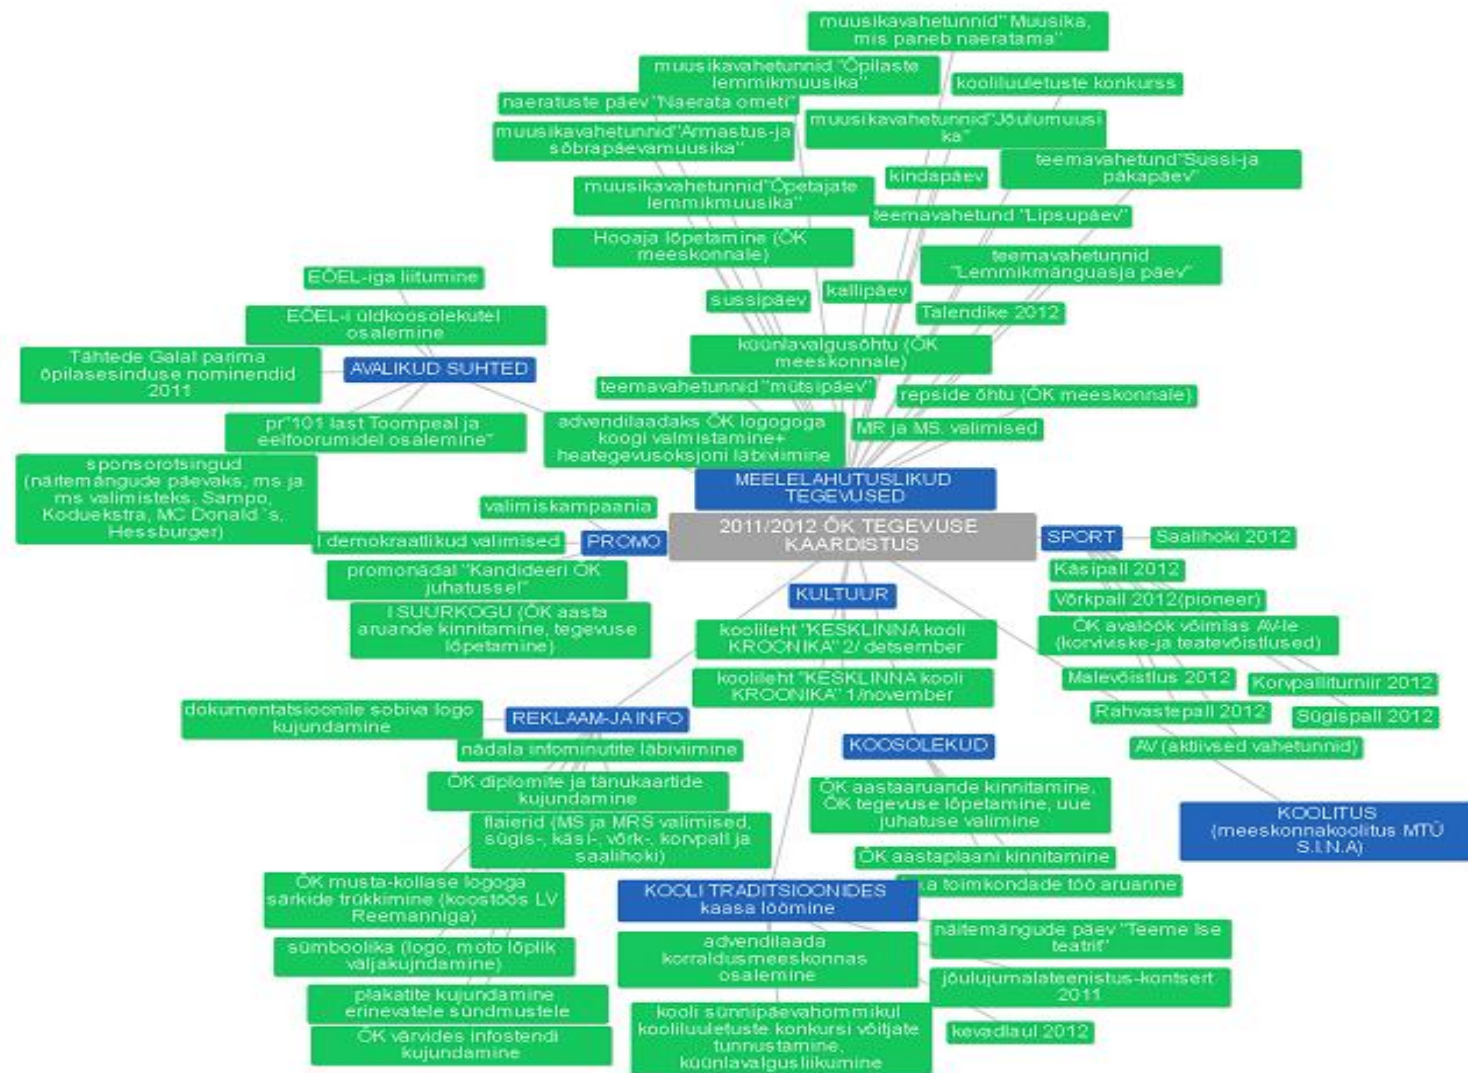 muusikavahetunnid" Muusika,
mis paneb naeratama"
muusikavahetunnid "Õpilaste
lemmikmuusika"
kooliluuletuste konkurss
naeratuste päev "Naerata ometi"
muusikavahetunnid"Armastus-ja
sõbrapäevamuusika"
muusikavahetunnid"Jõulumuusi
ka"
teemavahetund"Sussi-ja
päkapäev"
kindapäev
muusikavahetunnid"Õpetajate
lemmikmuusika"
teemavahetund "Lipsupäev"
Hooaja lõpetamine (ÕK
meeskonnale)
teemavahetunnid
"Lemmikmänguasja päev"
sussipäev
kallipäev
Talendike 2012
küünlavalgusõhtu (ÕK
meeskonnale)
teemavahetunnid "mütsipäev"
repside õhtu (ÕK meeskonnale)
advendilaadaks ÕK logogoga
koogi valmistamine+
heategevusoksjoni läbiviimine
MR ja MS. valimised
MEELELAHUTUSLIKUD
TEGEVUSED
EÕEL-iga liitumine
EÕEL-i üldkoosolekutel
osalemine
Tähtede Galal parima
õpilasesinduse nominendid
2011
AVALIKUD SUHTED
pr"101 last Toompeal ja
eelfoorumidel osalemine"
sponsorotsingud
(näitemängude päevaks, ms ja
ms valimisteks. Sampo,
Koduekstra, MC Donald `s,
Hessburger)
valimiskampaania
I demokraatlikud valimised
PROMO
promonädal "Kandideeri ÕK
juhatussel"
I SUURKOGU (ÕK aasta
aruande kinnitamine, tegevuse
lõpetamine)
2011/2012 ÕK TEGEVUSE
KAARDISTUS
SPORT
Saalihoki 2012
Käsipall 2012
Võrkpall 2012(pioneer)
ÕK avalöök võimlas AV-le
(korviviske-ja teatevõistlused)
Malevõistlus 2012
Korvpalliturniir 2012
Rahvastepall 2012
Sügispall 2012
AV (aktiivsed vahetunnid)
KULTUUR
koolileht "KESKLINNA kooli
KROONIKA" 2/ detsember
koolileht "KESKLINNA kooli
KROONIKA" 1/november
dokumentatsioonile sobiva logo
kujundamine
REKLAAM-JA INFO
nädala infominutite läbiviimine
ÕK diplomite ja tänukaartide
kujundamine
flaierid (MS ja MRS valimised,
sügis-, käsi-, võrk-, korvpall ja
saalihoki)
ÕK musta-kollase logoga
särkide trükkimine (koostöös LV
Reemanniga)
sümboolika (logo, moto lõplik
väljakujndamine)
plakatite kujundamine
erinevatele sündmustele
ÕK värvides infostendi
kujundamine
KOOSOLEKUD
ÕK aastaaruande kinnitamine,
ÕK tegevuse lõpetamine, uue
juhatuse valimine
ÕK aastaplaani kinnitamine
toimkondade töö aruanne
KOOLITUS
(meeskonnakoolitus MTÜ
S.I.N.A)
KOOLI TRADITSIOONIDES
kaasa löömine
advendilaada
korraldusmeeskonnas
osalemine
näitemängude päev "Teeme Ise
teatrit"
jõulujumalateenistus-kontsert
2011
kooli sünnipäevahommikul
kooliluuletuste konkursi võitjate
tunnustamine,
küünlavalgusliikumine
kevadlaul 2012